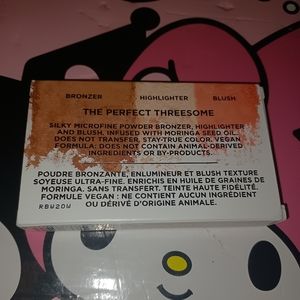 BRONZER HIGHLIGHTER BLUSH
THE PERFECT THREESOME
SILKY MICROFINE POWDER BRONZER, HIGHLIGHTER
AND BLUSH. INFUSED WITH MORINGA SEED OIL.
DOES NOT TRANSFER. STAY-TRUE COLOR. VEGAN
FORMULA: DOES NOT CONTAIN ANIMAL-DERIVED
INGREDIENTS OR BY-PRODUCTS.
POUDRE BRONZANTE, ENLUMINEUR ET BLUSH TEXTURE
SOYEUSE ULTRA-FINE. ENRICHIS EN HUILE DE GRAINES DE
MORINGA. SANS TRANSFERT. TEINTE HAUTE FIDÉLITÉ.
FORMULE VEGAN : NE CONTIENT AUCUN INGRÉDIENT
OU DÉRIVÉ D'ORIGINE ANIMALE.